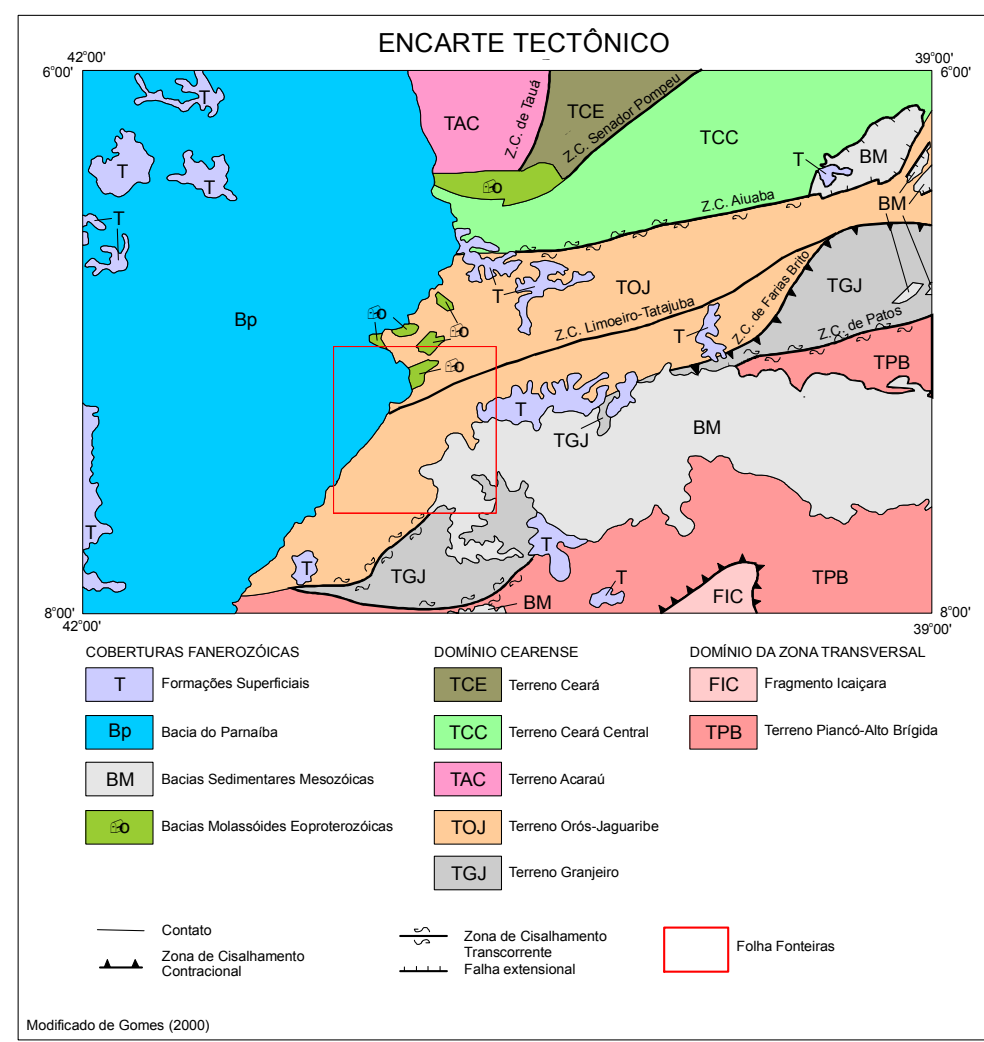 ENCARTE TECTÔNICO
42°00'
39°00'
6°00'
6°00'
T
TAC
Z.C. de Tauá
TCE
Z.C. Senador Pompeu
TCC
BM
T
T
T
T
Z.C. Aiuaba
BM
T
TOJ
Z.C. de Farias Brito
TGJ
Bp
Z.C. Limoeiro-Tatajuba
T
Z.C. de Patos
TPB
T
TGJ
BM
T
T
T
TGJ
T
BM
FIC
TPB
8°00'
8°00'
42°00'
39°00'
COBERTURAS FANEROZÓICAS
T Formações Superficiais
Bp Bacia do Parnaíba
BM Bacias Sedimentares Mesozóicas
Bacias Molassóides Eoproterozóicas
DOMÍNIO CEARENSE
TCE Terreno Ceará
TCC Terreno Ceará Central
TAC Terreno Acaraú
TOJ Terreno Orós-Jaguaribe
TGJ Terreno Granjeiro
DOMÍNIO DA ZONA TRANSVERSAL
FIC Fragmento Icaiçara
TPB Terreno Piancó-Alto Brígida
Contato
Zona de Cisalhamento
Contracional
Zona de Cisalhamento
Transcorrente
Falha extensional
Folha Fonteiras
Modificado de Gomes (2000)